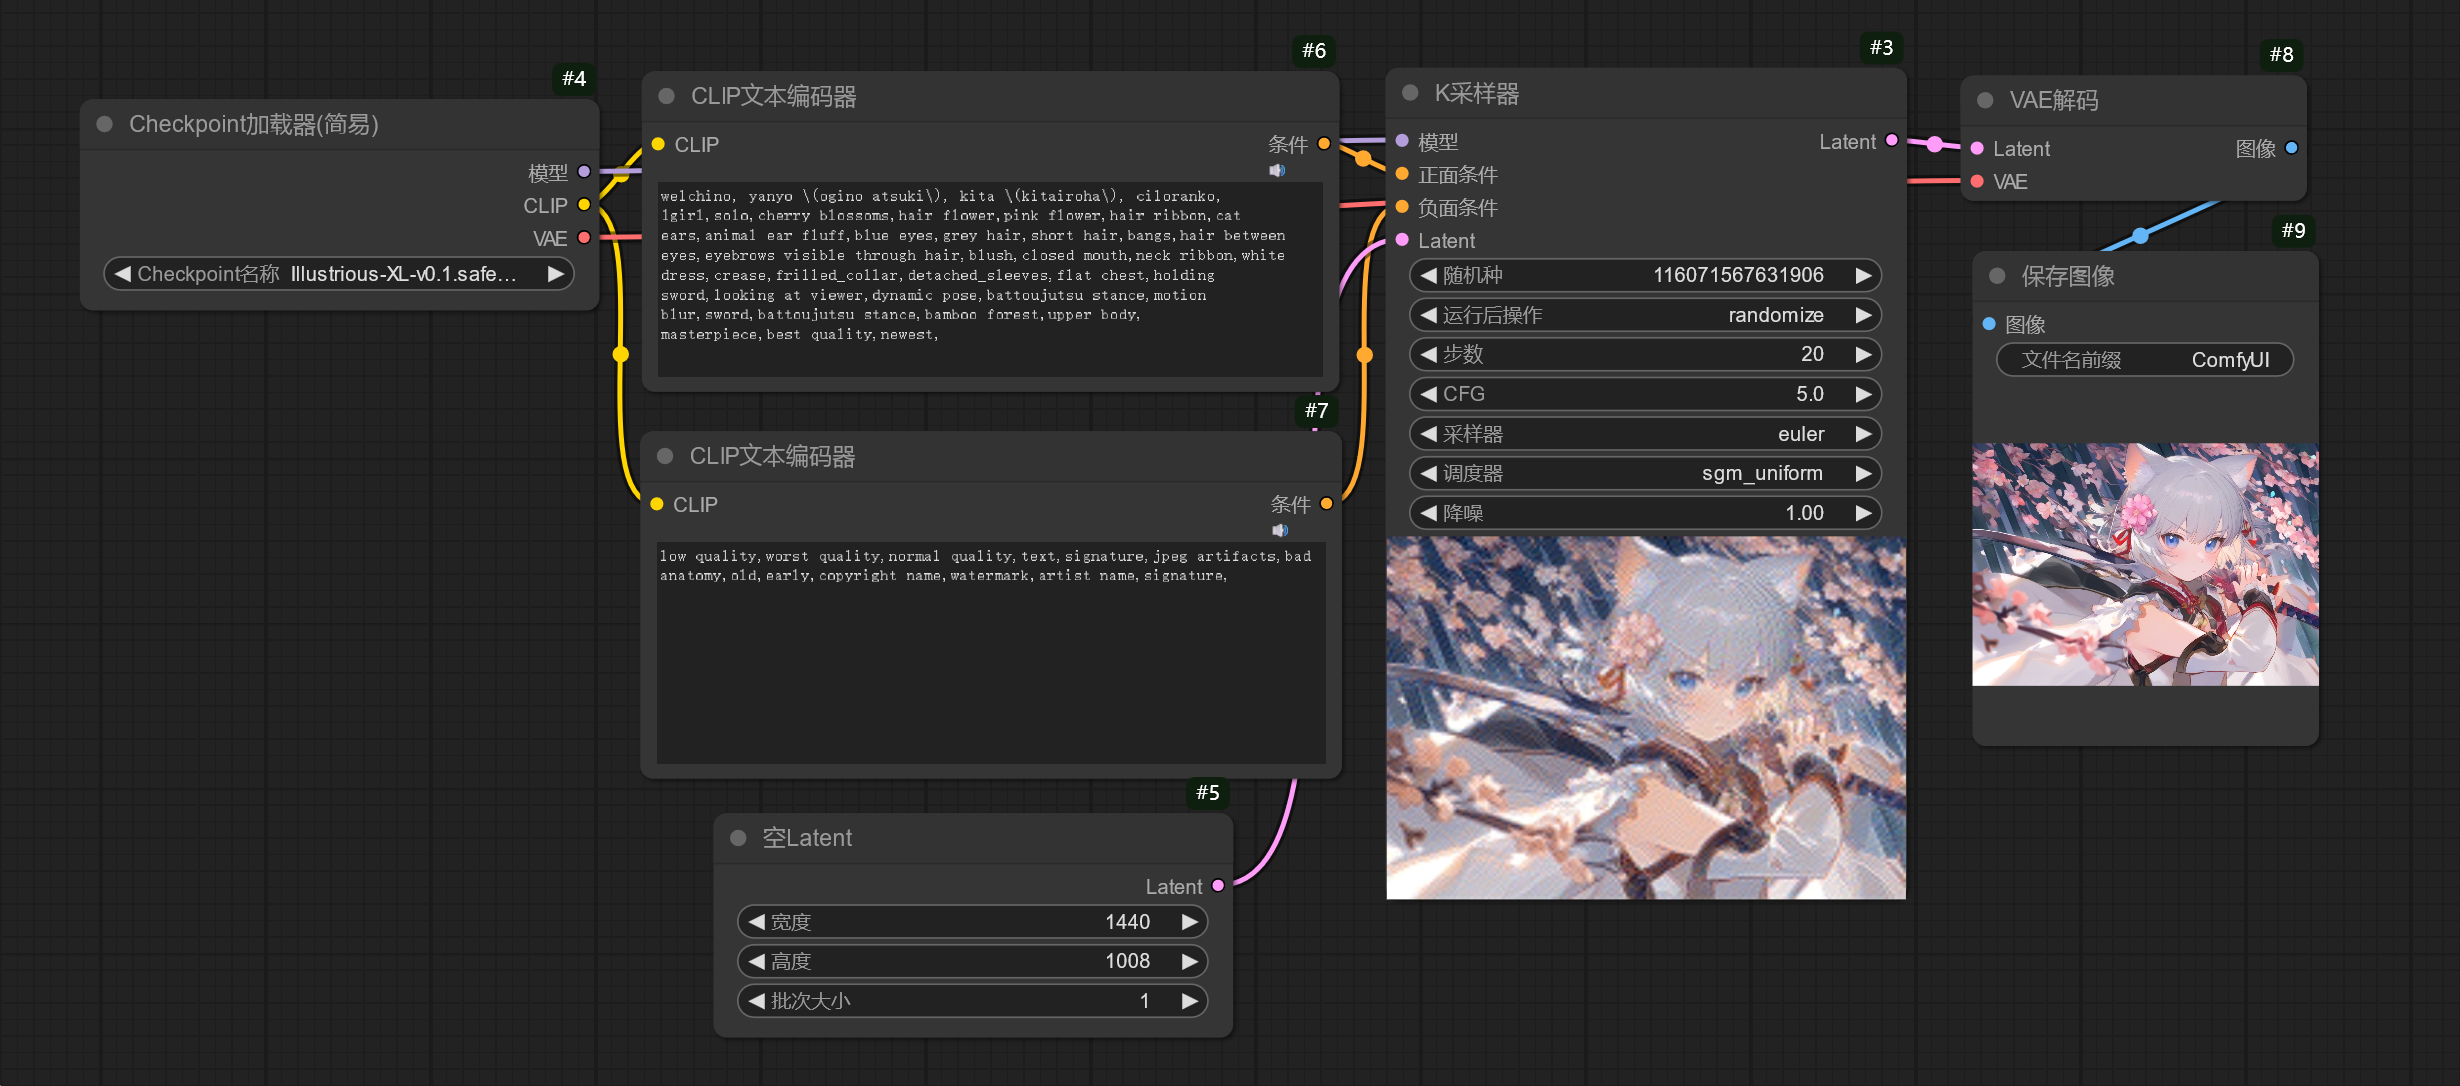 #4
Checkpoint加载器(简易)
模型
CLIP
VAE
Checkpoint名称 Illustrious-XL-v0.1.safe...
#6
CLIP文本编码器
CLIP 条件
welchino, yanyo \(ogino atsuki\), kita \(kitairoha\), ciloranko,
1girl,solo,cherry blossoms,hair flower,pink flower,hair ribbon,cat
ears,animal ear fluff,blue eyes,grey hair,short hair,bangs,hair between
eyes,eyebrows visible through hair,blush,closed mouth,neck ribbon,white
dress,crease,frilled_collar,detached_sleeves,flat chest,holding
sword,looking at viewer,dynamic pose,battoujutsu stance,motion
blur,sword,battoujutsu stance,bamboo forest,upper body,
masterpiece,best quality,newest,
#7
CLIP文本编码器
CLIP 条件
low quality,worst quality,normal quality,text,signature,jpeg artifacts,bad
anatomy,old,early,copyright name,watermark,artist name,signature,
#5
空Latent
Latent
宽度 1440
高度 1008
批次大小 1
#3
K采样器
模型 Latent
正面条件
负面条件
Latent
随机种 116071567631906
运行后操作 randomize
步数 20
CFG 5.0
采样器 euler
调度器 sgm_uniform
降噪 1.00
#8
VAE解码
Latent 图像
VAE
#9
保存图像
图像
文件名前缀 ComfyUI